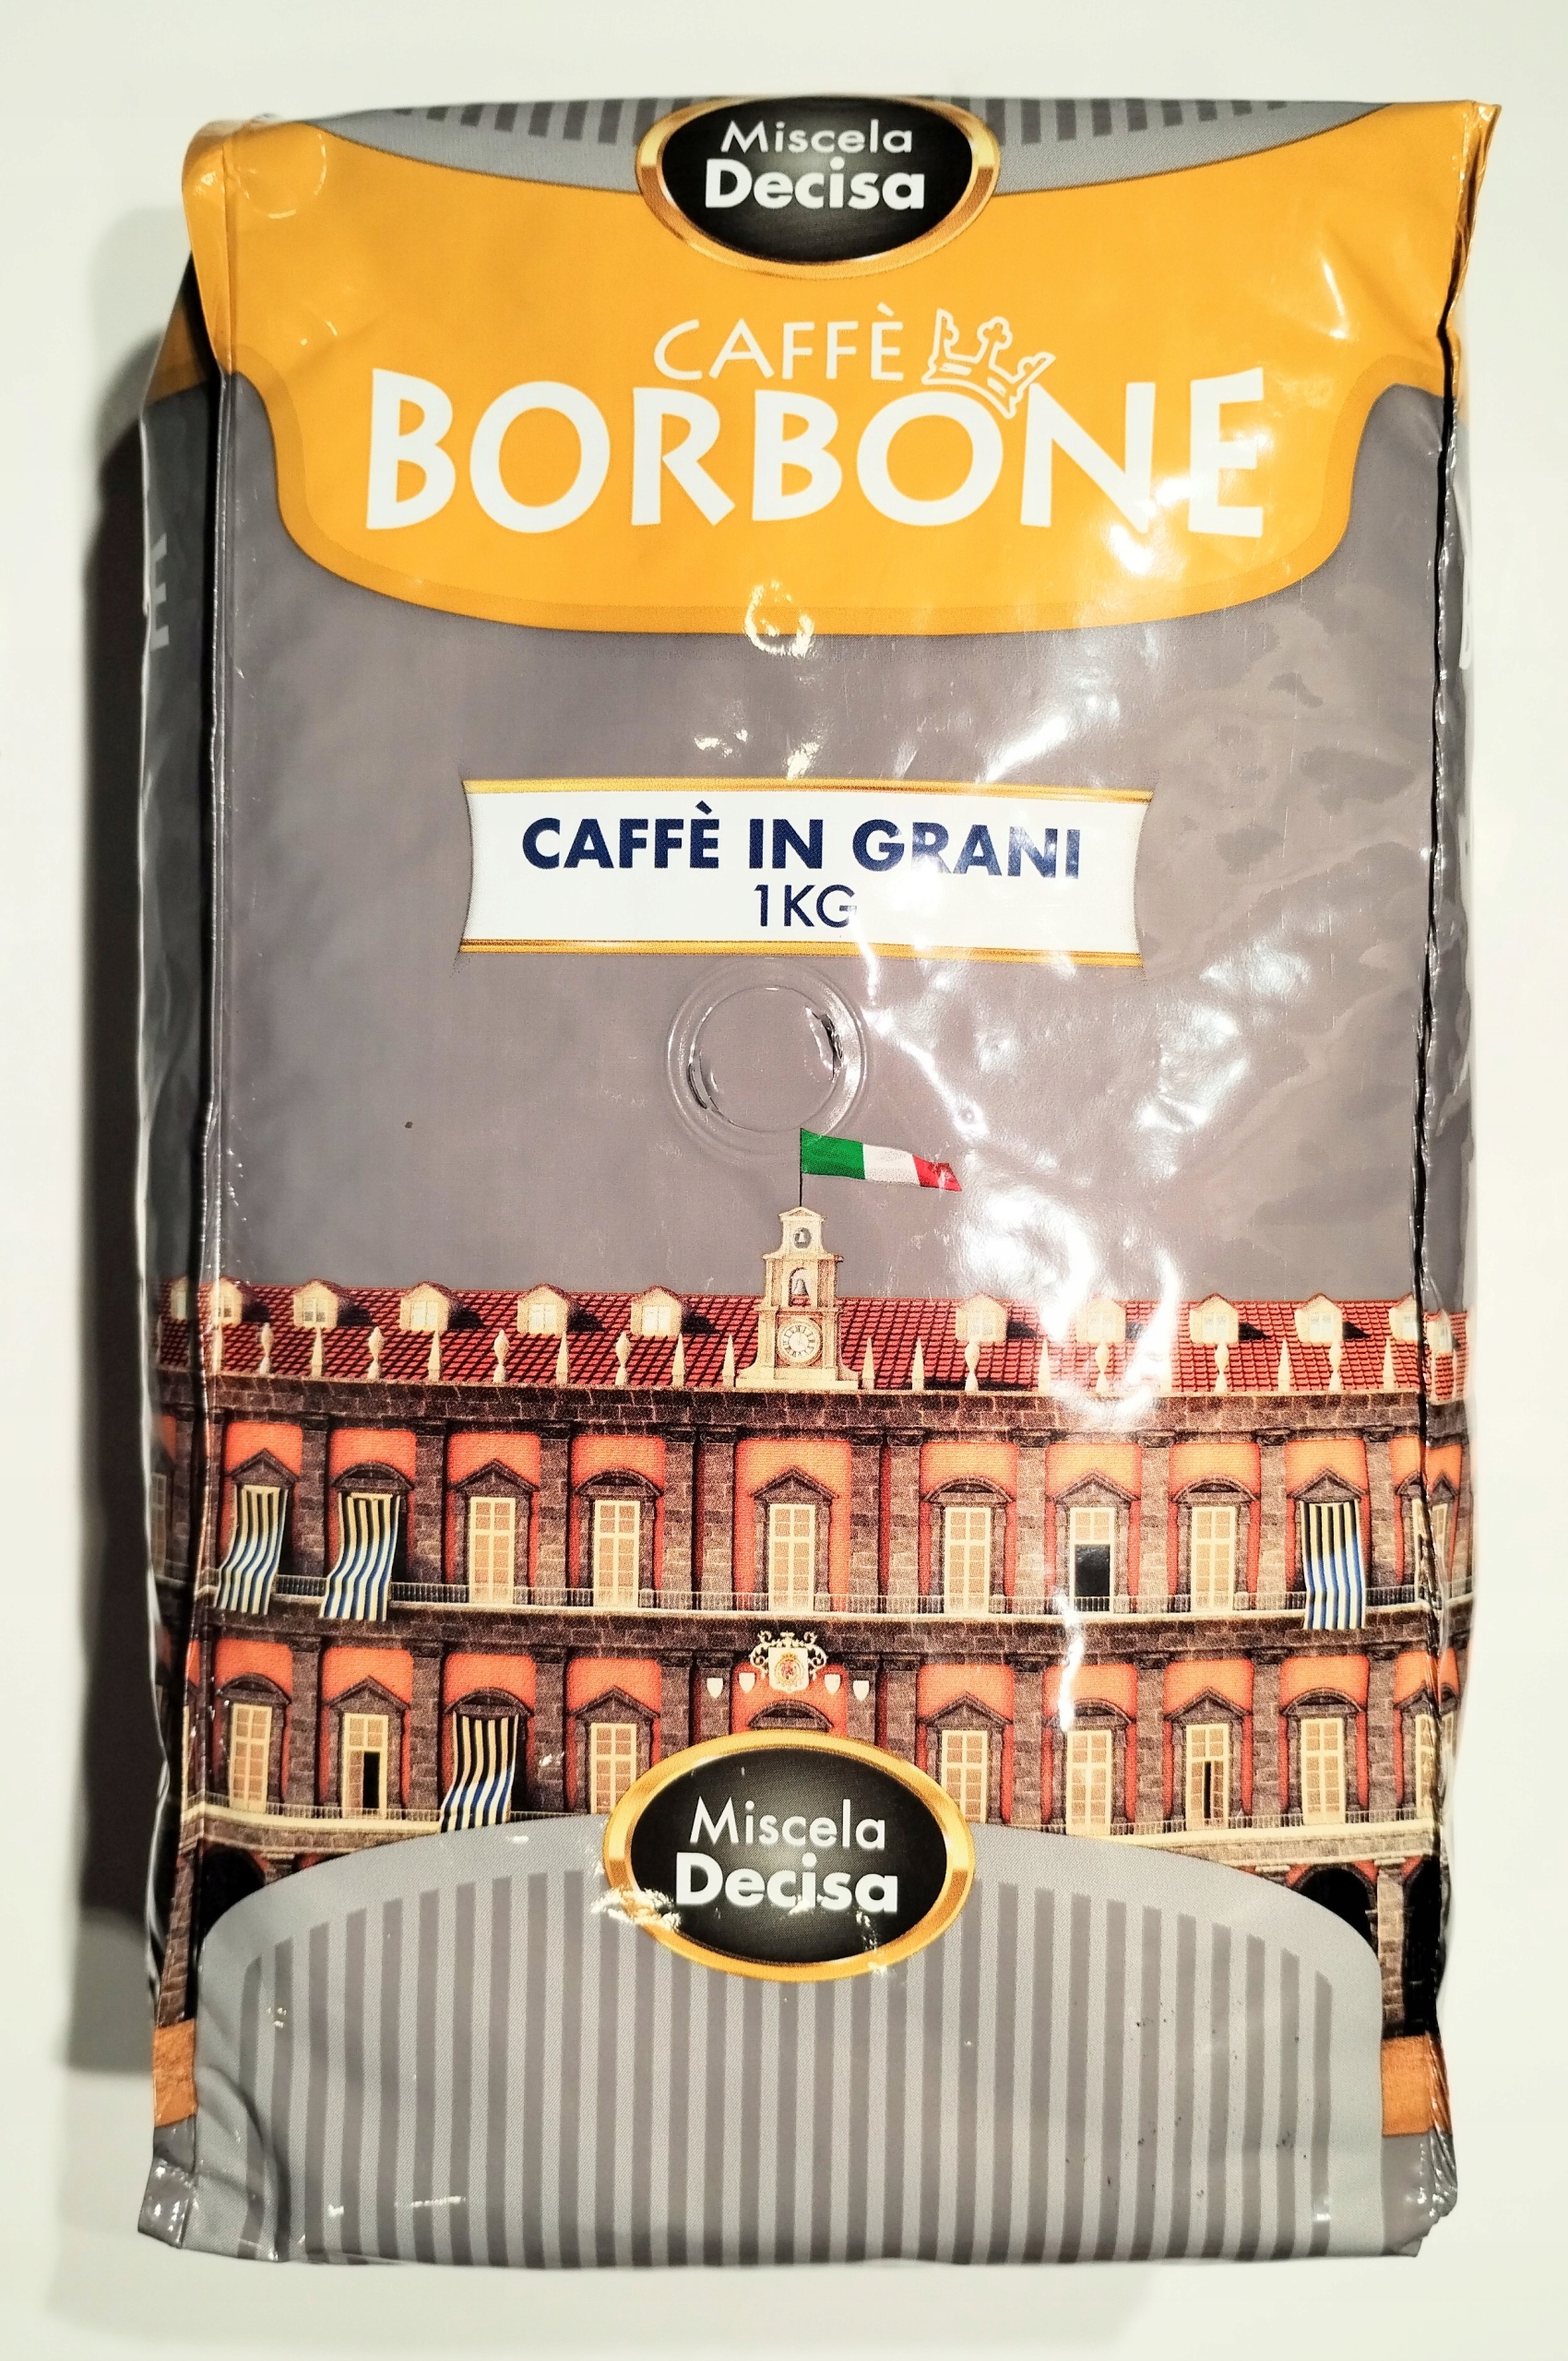 Miscela
Decisa
CAFFÈ
BORBONE
CAFFÈ IN GRANI
1KG
Miscela
Decisa